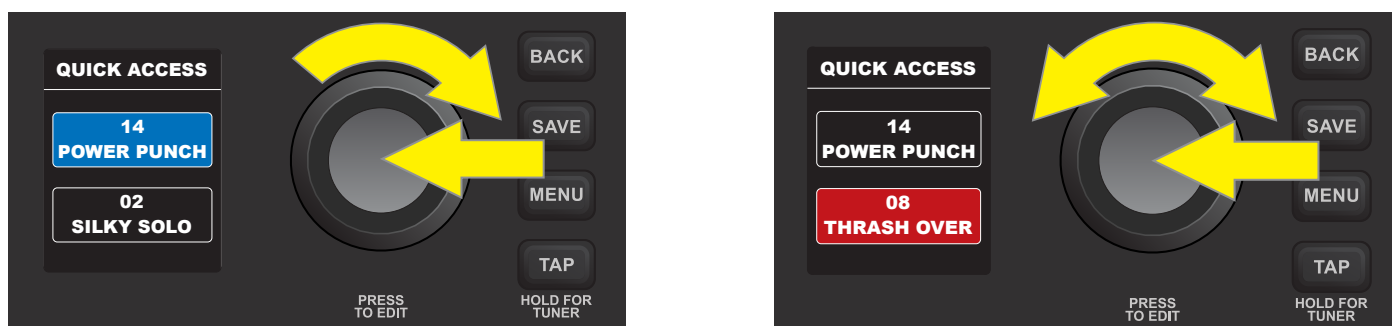 QUICK ACCESS
14
POWER PUNCH
02
SILKY SOLO
BACK
SAVE
MENU
TAP
PRESS
TO EDIT
HOLD FOR
TUNER
QUICK ACCESS
14
POWER PUNCH
08
THRASH OVER
BACK
SAVE
MENU
TAP
PRESS
TO EDIT
HOLD FOR
TUNER